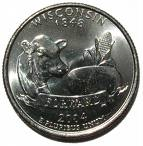 WISCONSIN
1848
FORWARD
2004
E PLURIBUS UNUM